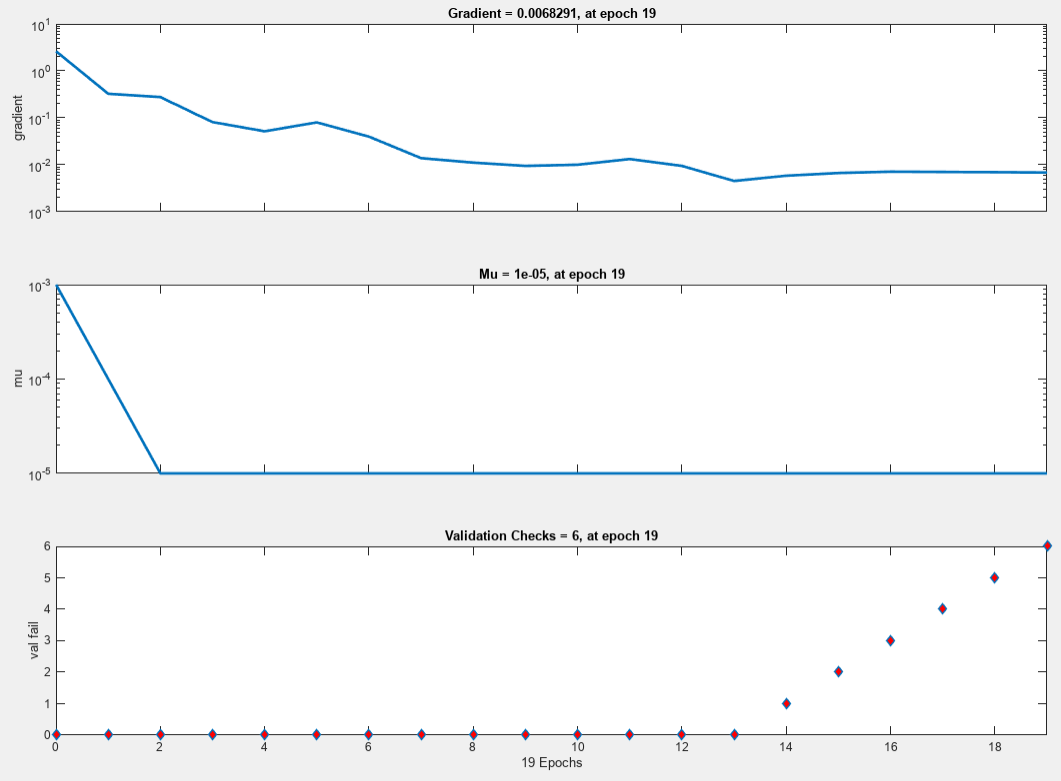 Gradient = 0.0068291, at epoch 19
10^1
10^0
10^-1
10^-2
10^-3
gradient
Mu = 1e-05, at epoch 19
10^-3
10^-4
10^-5
mu
Validation Checks = 6, at epoch 19
6
5
4
3
2
1
0
val fail
0 2 4 6 8 10 12 14 16 18
19 Epochs